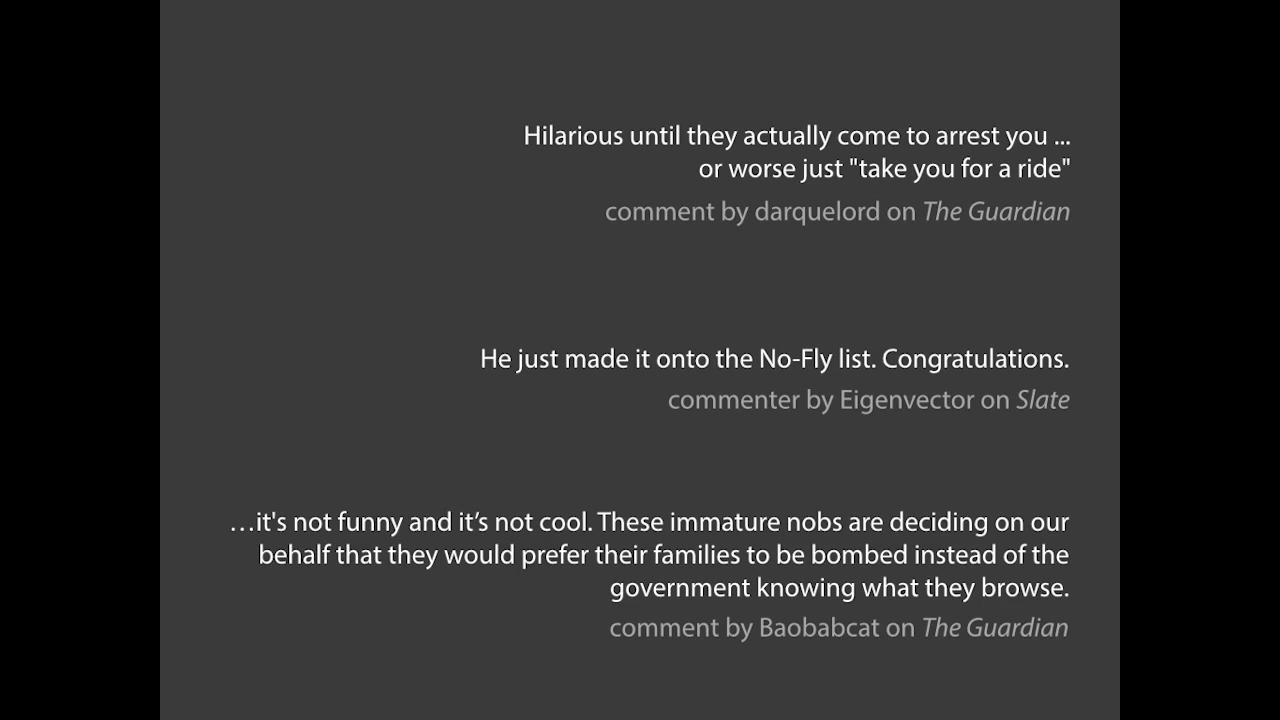 Hilarious until they actually come to arrest you ...
or worse just "take you for a ride"
comment by darquelord on The Guardian
He just made it onto the No-Fly list. Congratulations.
commenter by Eigenvector on Slate
…it's not funny and it’s not cool. These immature nobs are deciding on our
behalf that they would prefer their families to be bombed instead of the
government knowing what they browse.
comment by Baobabcat on The Guardian